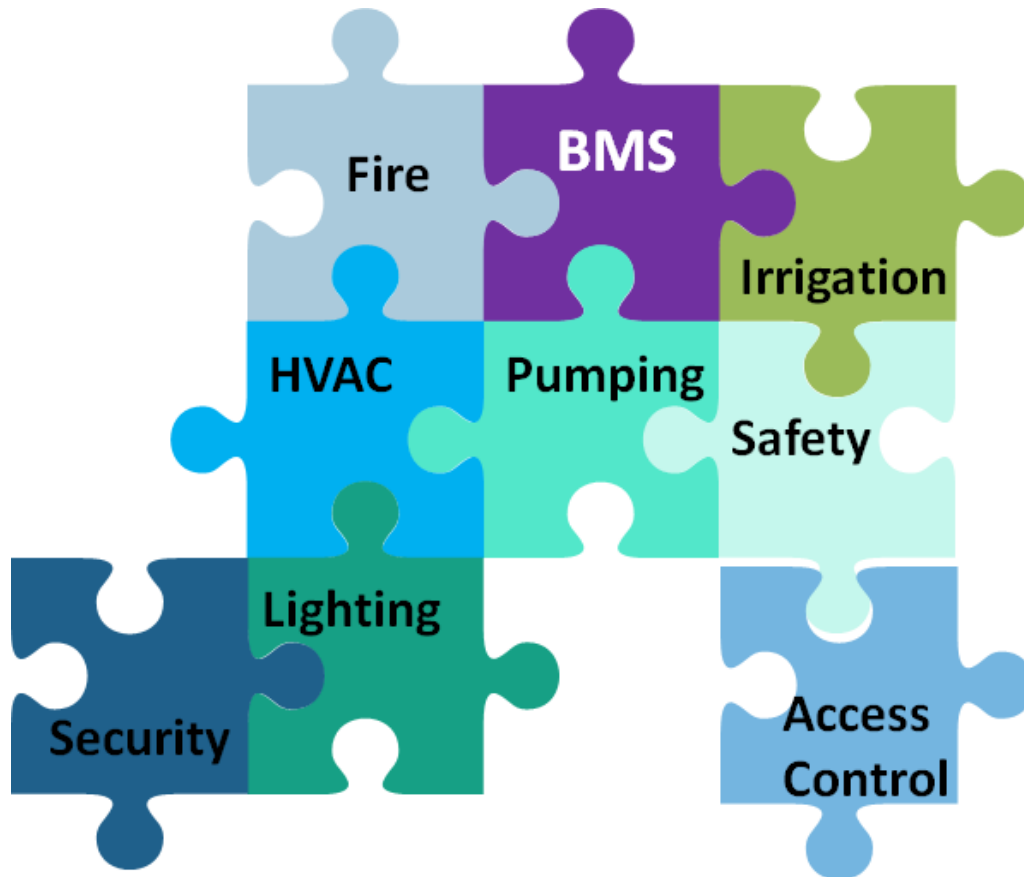 Fire
BMS
Irrigation
HVAC
Pumping
Safety
Lighting
Security
Access
Control